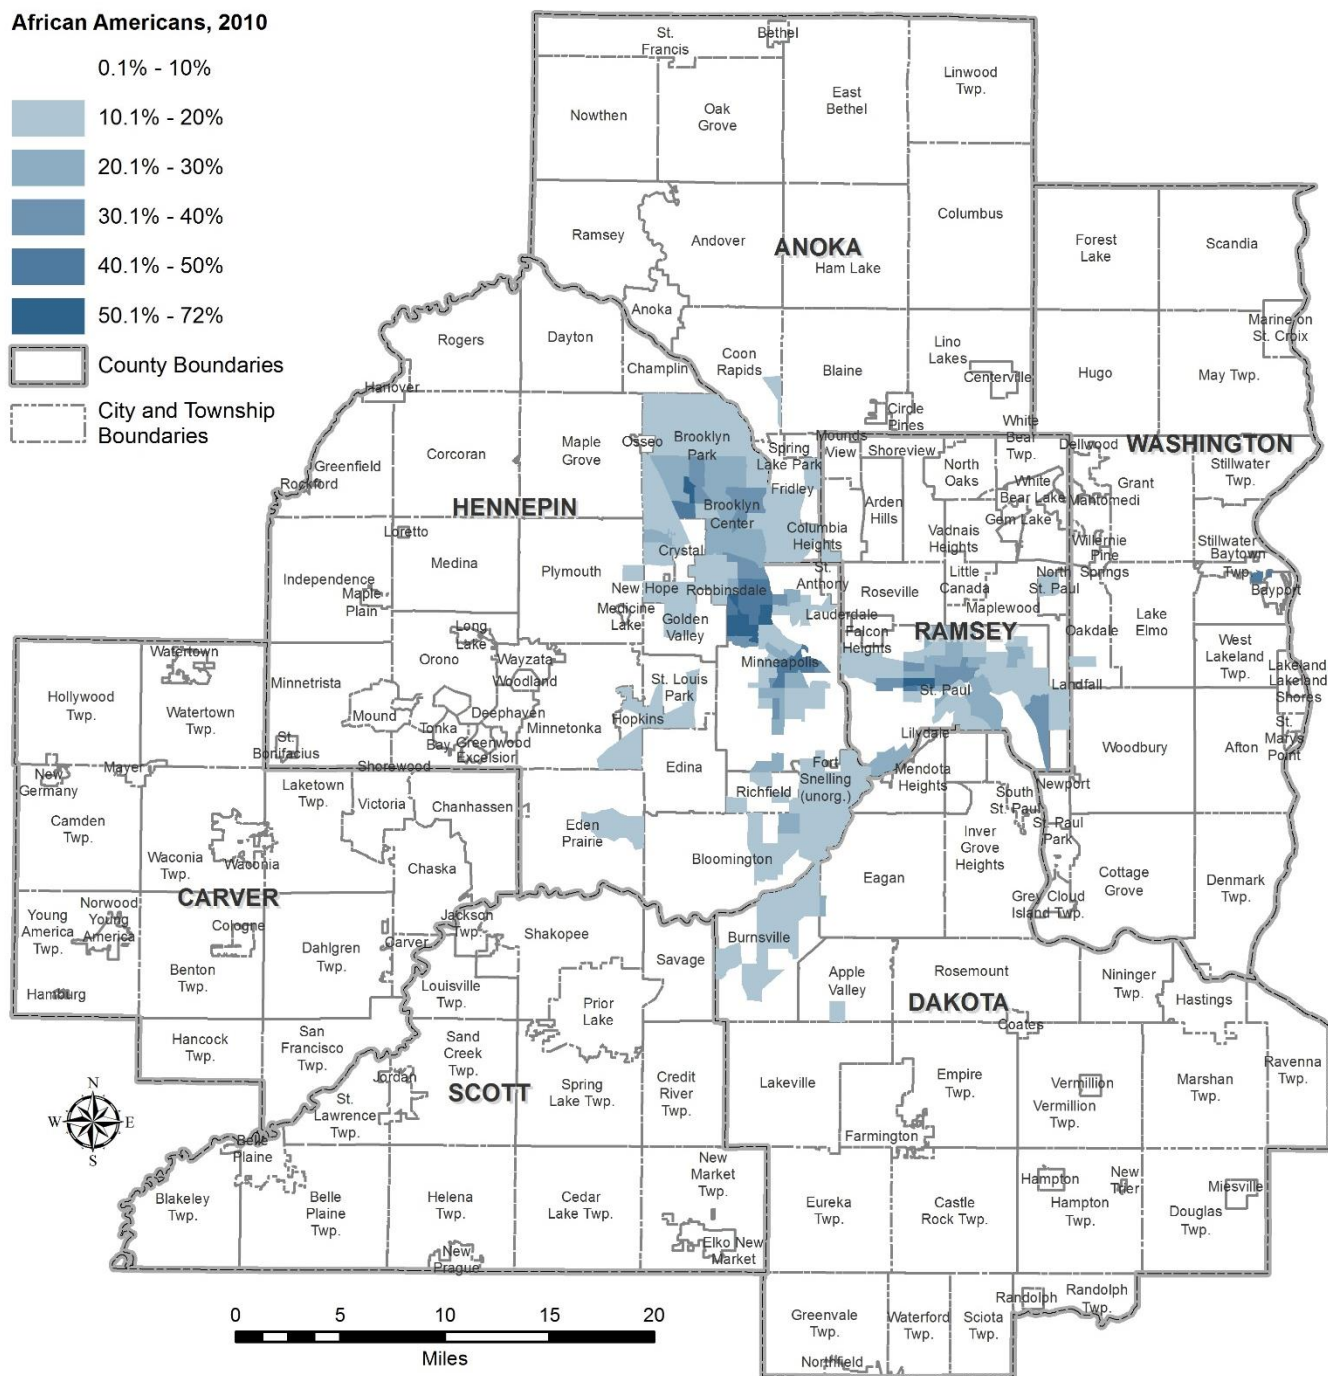 African Americans, 2010
0.1% - 10%
10.1% - 20%
20.1% - 30%
30.1% - 40%
40.1% - 50%
50.1% - 72%
County Boundaries
City and Township
Boundaries
St.
Francis
Bethel
Linwood
Twp.
Nowthen
Oak
Grove
East
Bethel
Ramsey
Andover
ANOKA
Ham Lake
Columbus
Forest
Lake
Scandia
Anoka
Marine on
St. Croix
Rogers
Dayton
Champlin
Coon
Rapids
Blaine
Lino
Lakes
Centerville
Hugo
May Twp.
Hanover
Circle
Pines
Corcoran
Maple
Grove
Osseo
Brooklyn
Park
Spring
Lake Park
Mounds
View
Shoreview
White
Bear
Twp.
Dellwood
WASHINGTON
Greenfield
Rockford
HENNEPIN
Brooklyn
Center
Fridley
Arden
Hills
North
Oaks
White
Bear Lake
Gem Lake
Mahtomedi
Grant
Stillwater
Twp.
Loretto
Medina
Crystal
Columbia
Heights
Vadnais
Heights
Willernie
Pine
Springs
Stillwater
Baytown
Twp.
Bayport
Independence
Maple
Plain
Plymouth
New
Hope
Robbinsdale
St.
Anthony
Roseville
Little
Canada
North
St. Paul
Maplewood
Medicine
Lake
Golden
Valley
Lauderdale
Falcon
Heights
RAMSEY
Oakdale
Lake
Elmo
West
Lakeland
Twp.
Lakeland
Lakeland
Shores
Watertown
Hollywood
Twp.
Watertown
Twp.
Minnetrista
Long
Lake
Orono
Wayzata
Woodland
Minneapolis
St. Louis
Park
St. Paul
Landfall
Mound
Deephaven
Tonka
Bay
Greenwood
Excelsior
Minnetonka
Hopkins
St.
Bonifacius
Shorewood
Lilydale
Woodbury
Afton
St.
Marys
Point
New
Germany
Mayer
Camden
Twp.
Laketown
Twp.
Victoria
Chanhassen
Edina
Richfield
Fort
Snelling
(unorg.)
Mendota
Heights
South
St. Paul
Newport
St. Paul
Park
Waconia
Twp.
Waconia
Eden
Prairie
Bloomington
Eagan
Inver
Grove
Heights
Cottage
Grove
Denmark
Twp.
Grey Cloud
Island Twp.
CARVER
Chaska
Young
America
Twp.
Norwood
Young
America
Cologne
Dahlgren
Twp.
Carver
Jackson
Twp.
Shakopee
Savage
Burnsville
Benton
Twp.
Hamburg
Louisville
Twp.
Prior
Lake
Apple
Valley
Rosemount
DAKOTA
Coates
Nininger
Twp.
Hastings
Hancock
Twp.
San
Francisco
Twp.
Sand
Creek
Twp.
Jordan
SCOTT
Spring
Lake Twp.
Credit
River
Twp.
Lakeville
Empire
Twp.
Farmington
Vermillion
Vermillion
Twp.
Marshan
Twp.
Ravenna
Twp.
N
W
E
S
St.
Lawrence
Twp.
Belle
Plaine
Blakeley
Twp.
Belle
Plaine
Twp.
Helena
Twp.
Cedar
Lake Twp.
New
Market
Twp.
Elko New
Market
New
Prague
Eureka
Twp.
Castle
Rock Twp.
Hampton
Hampton
Twp.
New
Trier
Miesville
Douglas
Twp.
Greenvale
Twp.
Waterford
Twp.
Sciota
Twp.
Randolph
Randolph
Twp.
Northfield
0 5 10 15 20
Miles